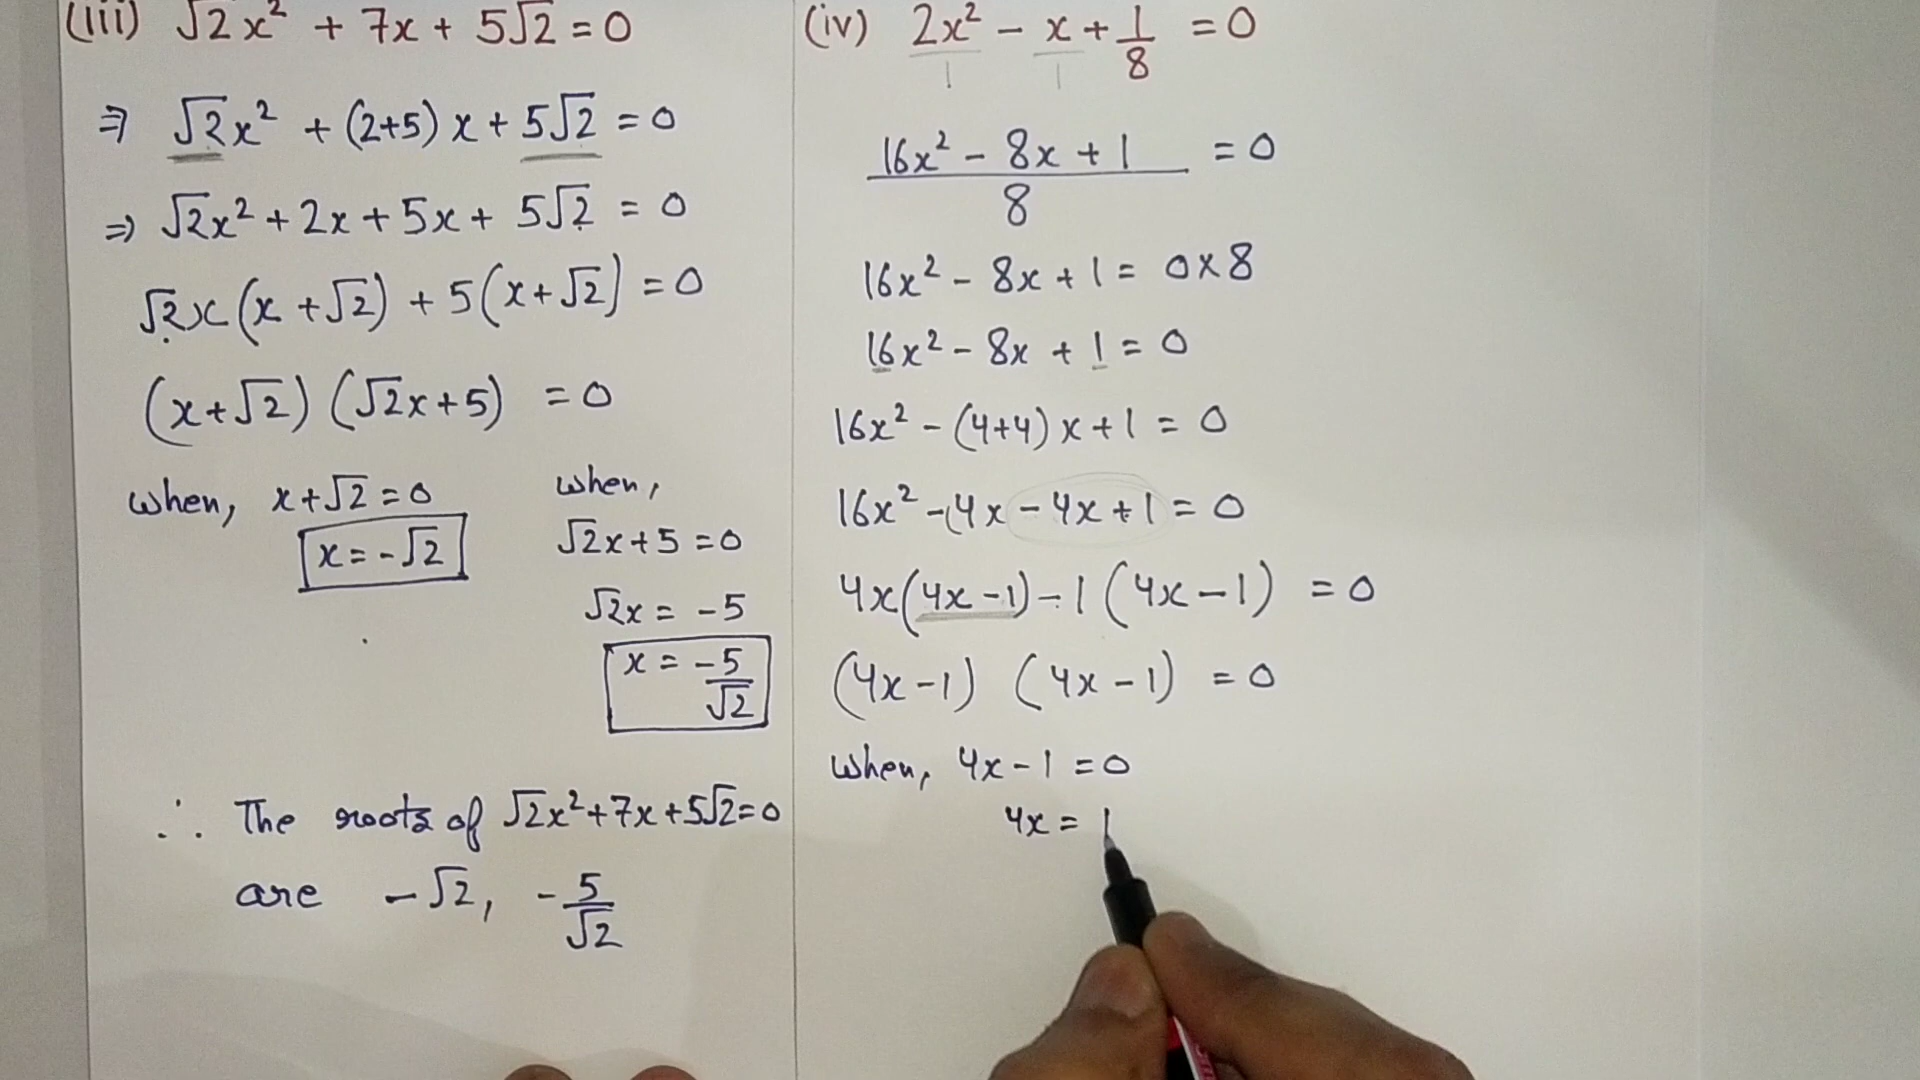 (iii) √2x² + 7x + 5√2 = 0
⇒ √2x² + (2+5)x + 5√2 = 0
⇒ √2x² + 2x + 5x + 5√2 = 0
√2x(x + √2) + 5(x + √2) = 0
(x + √2) (√2x + 5) = 0
when, x + √2 = 0
x = -√2
when,
√2x + 5 = 0
√2x = -5
x = -5/√2
∴ The roots of √2x² + 7x + 5√2 = 0
are -√2, -5/√2
(iv) 2x² - x + 1/8 = 0
1 1
16x² - 8x + 1 / 8 = 0
16x² - 8x + 1 = 0 × 8
16x² - 8x + 1 = 0
16x² - (4+4)x + 1 = 0
16x² - 4x - 4x + 1 = 0
4x(4x - 1) - 1(4x - 1) = 0
(4x - 1) (4x - 1) = 0
When, 4x - 1 = 0
4x = 1